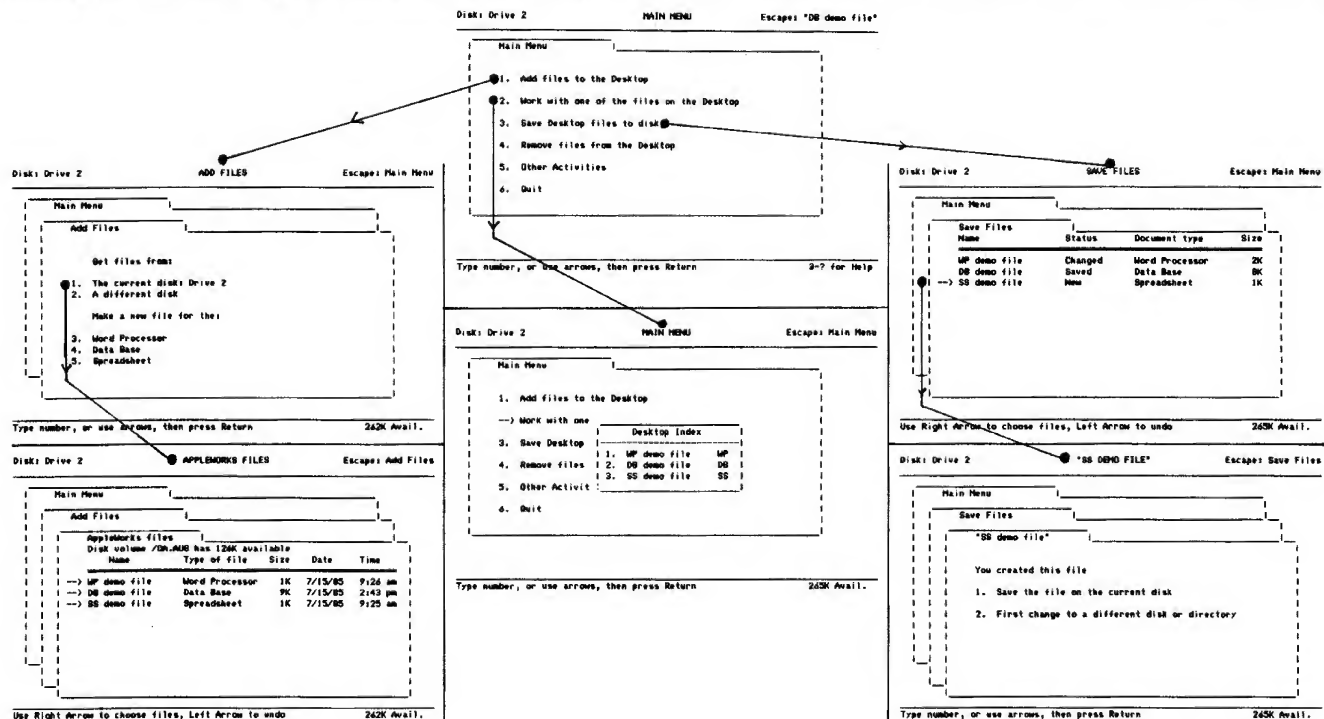 Disk: Drive 2 MAIN MENU Escape: "DB demo file"
Main Menu
1. Add files to the Desktop
2. Work with one of the files on the Desktop
3. Save Desktop files to disk
4. Remove files from the Desktop
5. Other Activities
6. Quit
Type number, or use arrows, then press Return 3-? for Help
Disk: Drive 2 ADD FILES Escape: Main Menu
Main Menu
Add Files
Get files from:
1. The current disk: Drive 2
2. A different disk
Make a new file for the:
3. Word Processor
4. Data Base
5. Spreadsheet
Type number, or use arrows, then press Return 262K Avail.
Disk: Drive 2 APPLEWORKS FILES Escape: Add Files
Main Menu
Add Files
AppleWorks files
Disk volume /OA.AUG has 126K available
Name Type of file Size Date Time
--> WP demo file Word Processor 1K 7/15/85 9:26 am
--> DB demo file Data Base 9K 7/15/85 2:43 pm
--> SS demo file Spreadsheet 1K 7/15/85 9:25 am
Use Right Arrow to choose files, Left Arrow to undo 262K Avail.
Disk: Drive 2 MAIN MENU Escape: Main Menu
Main Menu
1. Add files to the Desktop
--> Work with one
3. Save Desktop
4. Remove files
5. Other Activit
6. Quit
Desktop Index
1. WP demo file WP
2. DB demo file DB
3. SS demo file SS
Type number, or use arrows, then press Return 265K Avail.
Disk: Drive 2 SAVE FILES Escape: Main Menu
Main Menu
Save Files
Name Status Document type Size
WP demo file Changed Word Processor 2K
DB demo file Saved Data Base 8K
--> SS demo file New Spreadsheet 1K
Use Right Arrow to choose files, Left Arrow to undo 265K Avail.
Disk: Drive 2 "SS DEMO FILE" Escape: Save Files
Main Menu
Save Files
"SS demo file"
You created this file
1. Save the file on the current disk
2. First change to a different disk or directory
Type number, or use arrows, then press Return 265K Avail.